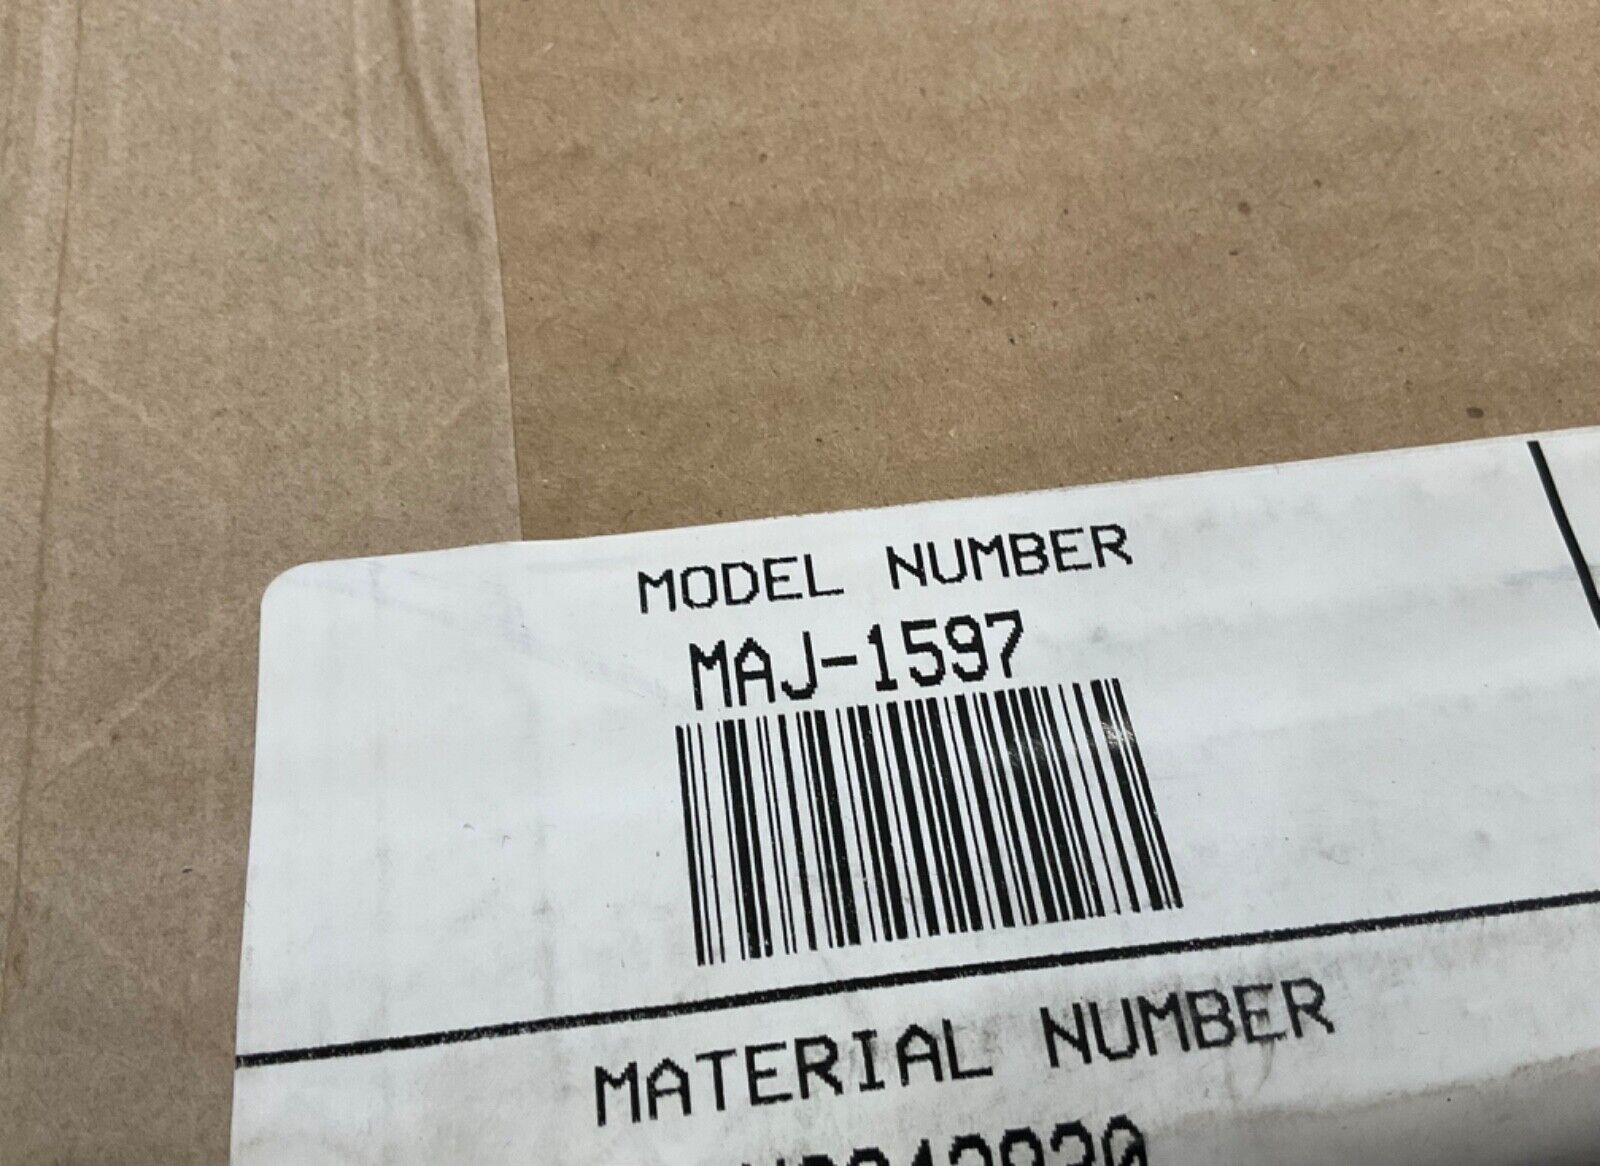 MODEL NUMBER
MAJ-1597
MATERIAL NUMBER